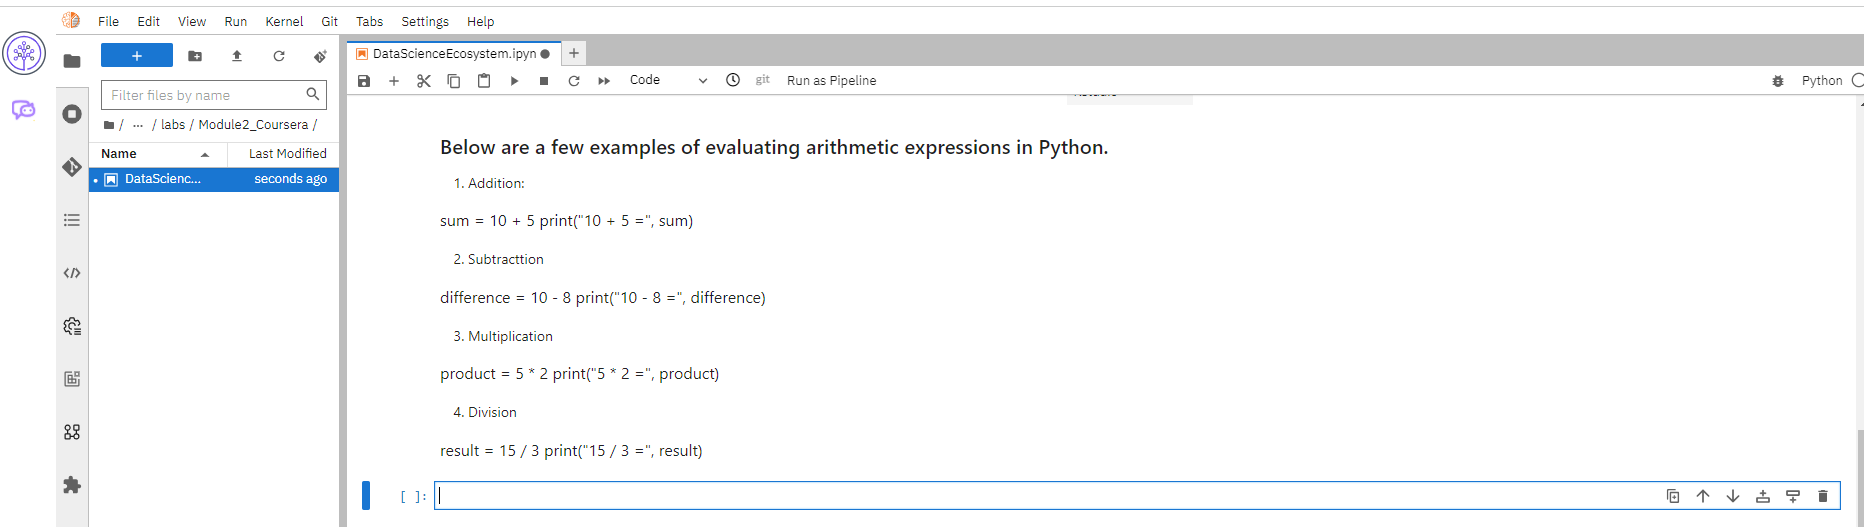 File Edit View Run Kernel Git Tabs Settings Help
+
DataScienceEcosystem.ipyn
+
Filter files by name
Code
git
Run as Pipeline
Python
/ ... / labs / Module2_Coursera /
Name
Last Modified
DataScienc...
seconds ago
Below are a few examples of evaluating arithmetic expressions in Python.
1. Addition:
sum = 10 + 5 print("10 + 5 =", sum)
2. Subtracttion
difference = 10 - 8 print("10 - 8 =", difference)
3. Multiplication
product = 5 * 2 print("5 * 2 =", product)
4. Division
result = 15 / 3 print("15 / 3 =", result)
[ ]: